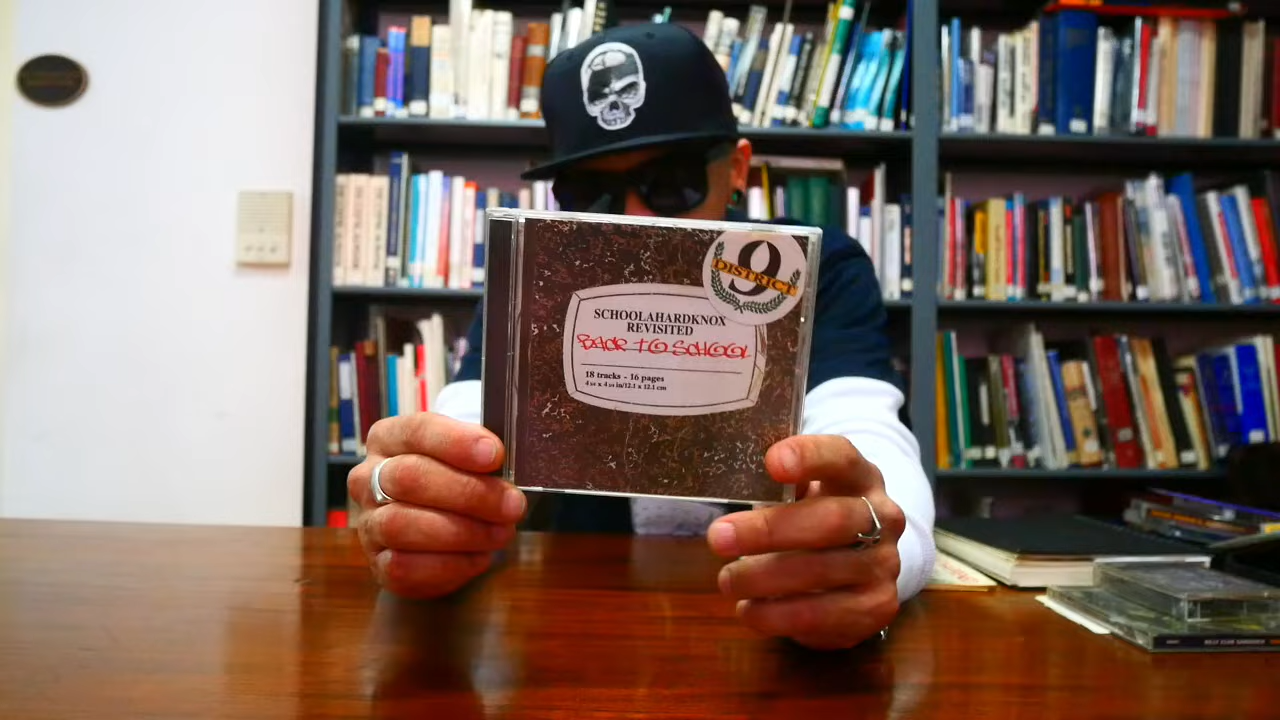 9
DISTRICT
SCHOOLAHARDKNOX
REVISITED
BACK TO SCHOOL
18 tracks - 16 pages